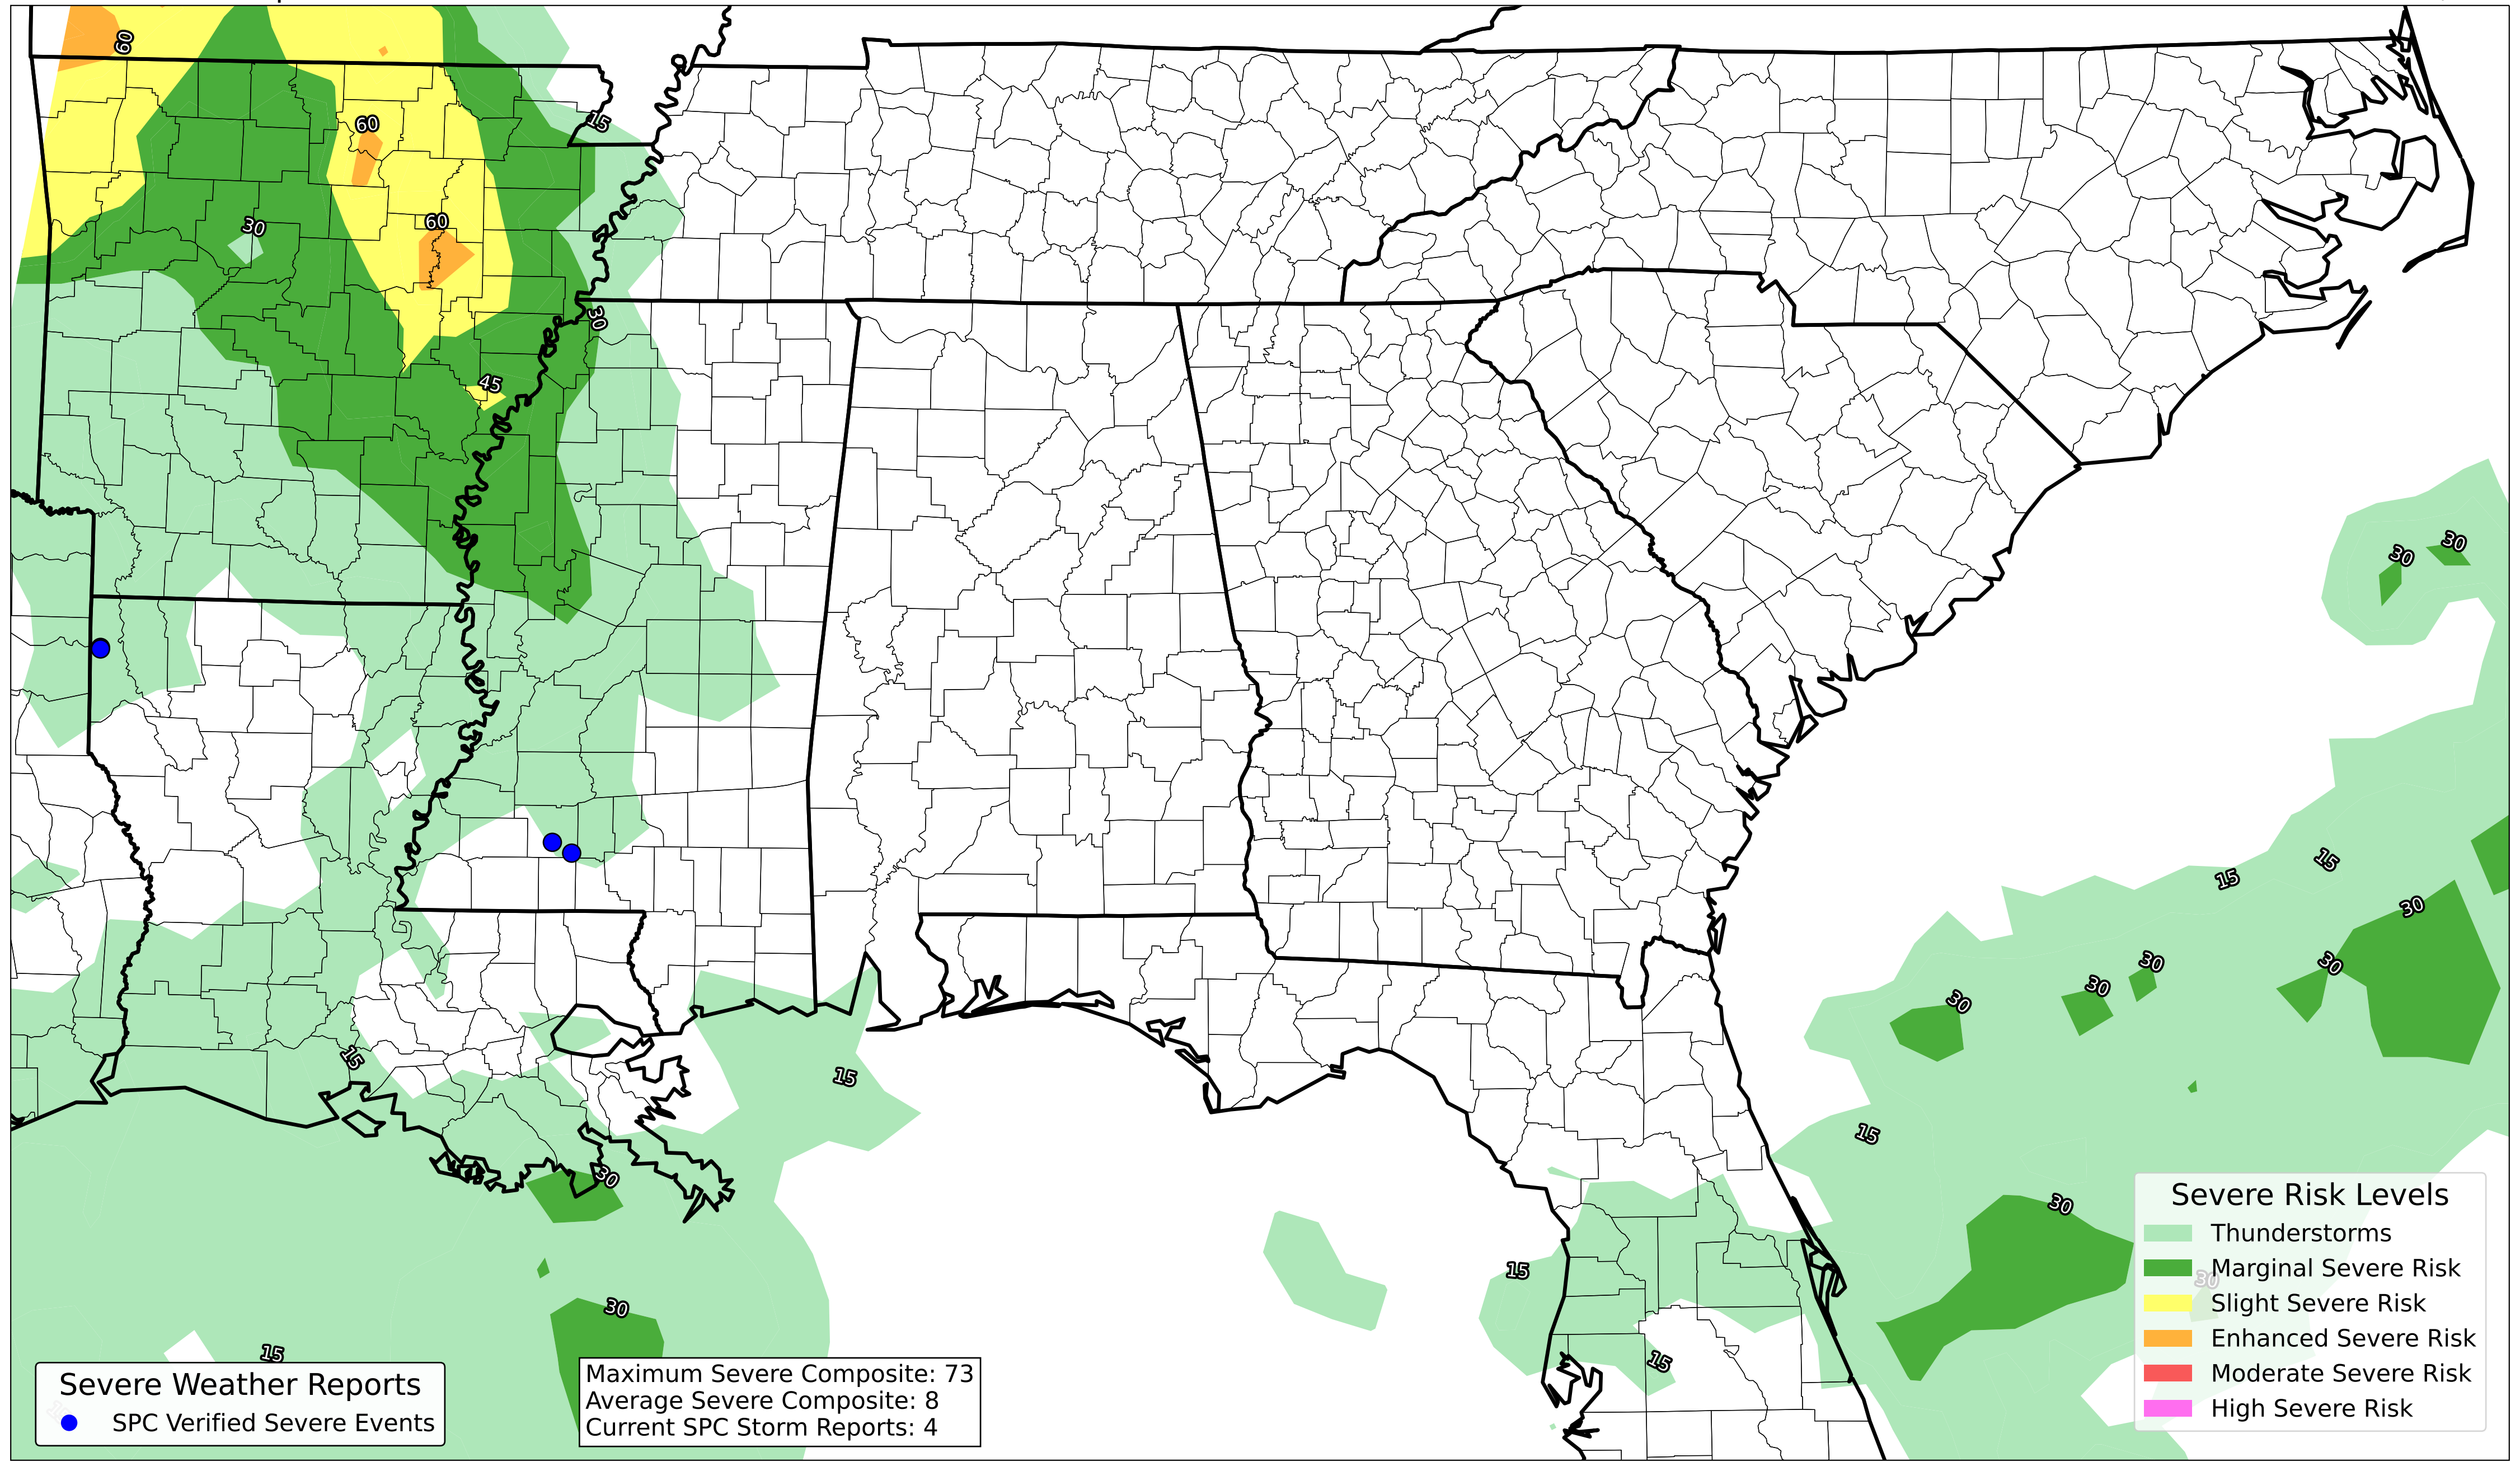 60
15
60
60
30
30
45
30
30
15
15
30
30
30
30
30
15
15
15
30
30
15
30
30
15
15
Severe Risk Levels
Thunderstorms
Marginal Severe Risk
Slight Severe Risk
Enhanced Severe Risk
Moderate Severe Risk
High Severe Risk
Severe Weather Reports
SPC Verified Severe Events
Maximum Severe Composite: 73
Average Severe Composite: 8
Current SPC Storm Reports: 4